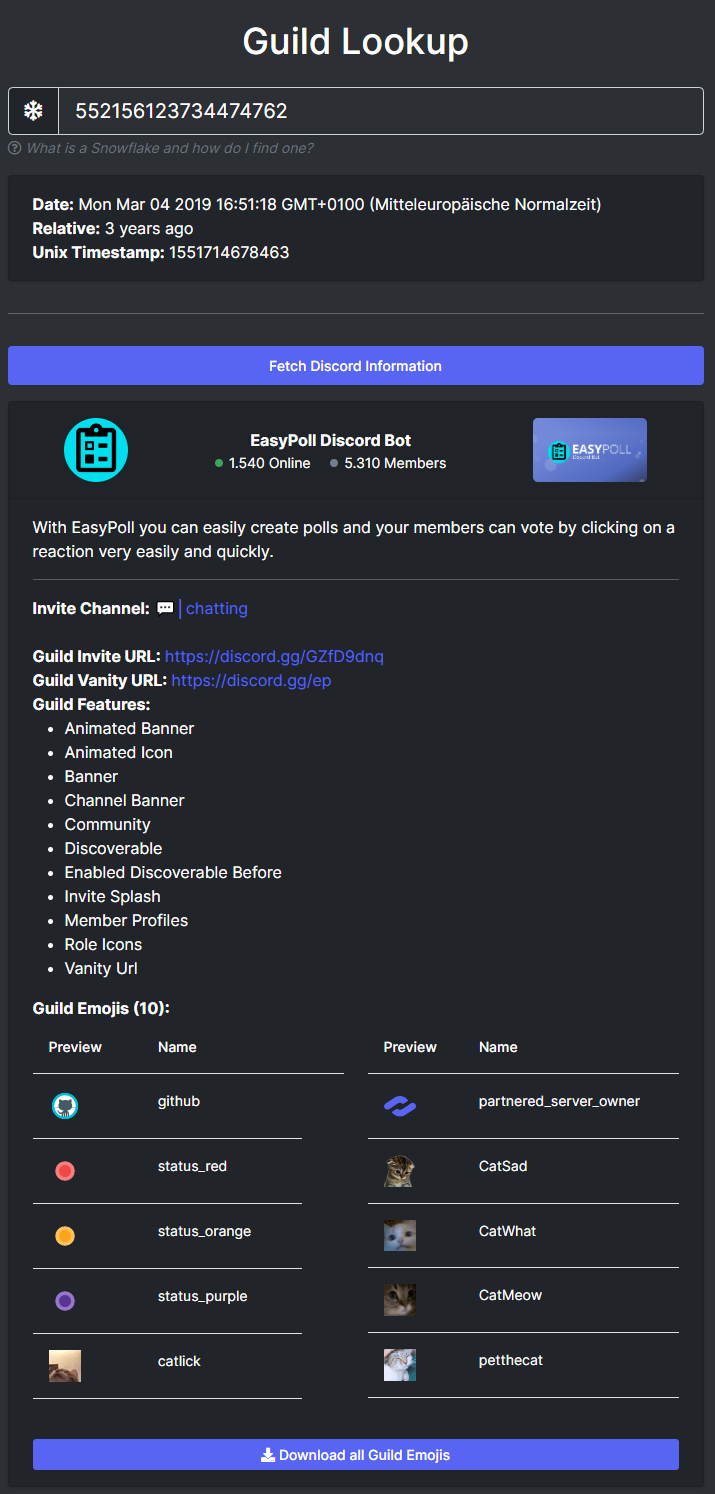 Guild Lookup
552156123734474762
What is a Snowflake and how do I find one?
Date: Mon Mar 04 2019 16:51:18 GMT+0100 (Mitteleuropäische Normalzeit)
Relative: 3 years ago
Unix Timestamp: 1551714678463
Fetch Discord Information
EasyPoll Discord Bot
1.540 Online 5.310 Members
EASYPOLL
Discord Bot
With EasyPoll you can easily create polls and your members can vote by clicking on a
reaction very easily and quickly.
Invite Channel: 💬 | chatting
Guild Invite URL: https://discord.gg/GZfD9dnq
Guild Vanity URL: https://discord.gg/ep
Guild Features:
• Animated Banner
• Animated Icon
• Banner
• Channel Banner
• Community
• Discoverable
• Enabled Discoverable Before
• Invite Splash
• Member Profiles
• Role Icons
• Vanity Url
Guild Emojis (10):
Preview Name
github
status_red
status_orange
status_purple
catlick
Preview Name
partnered_server_owner
CatSad
CatWhat
CatMeow
petthecat
Download all Guild Emojis